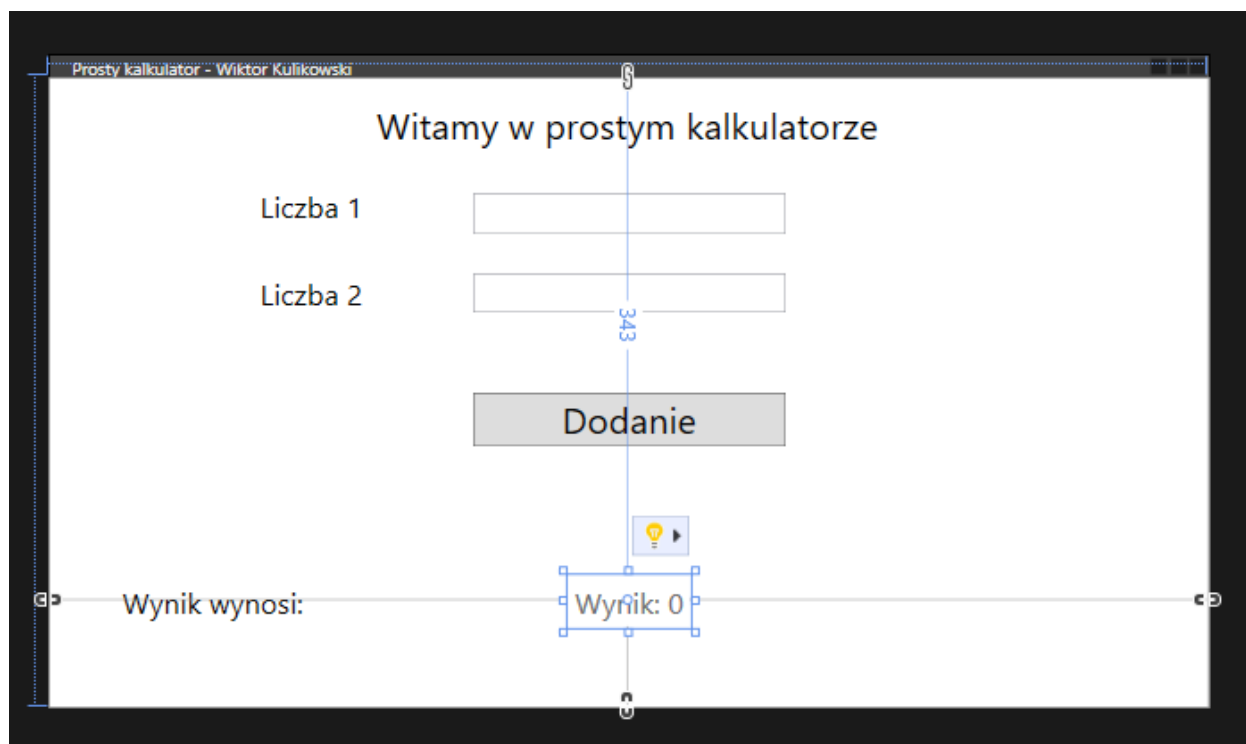 Prosty kalkulator - Wiktor Kulikowski
Witamy w prostym kalkulatorze
Liczba 1
Liczba 2
343
Dodanie
Wynik wynosi: Wynik: 0